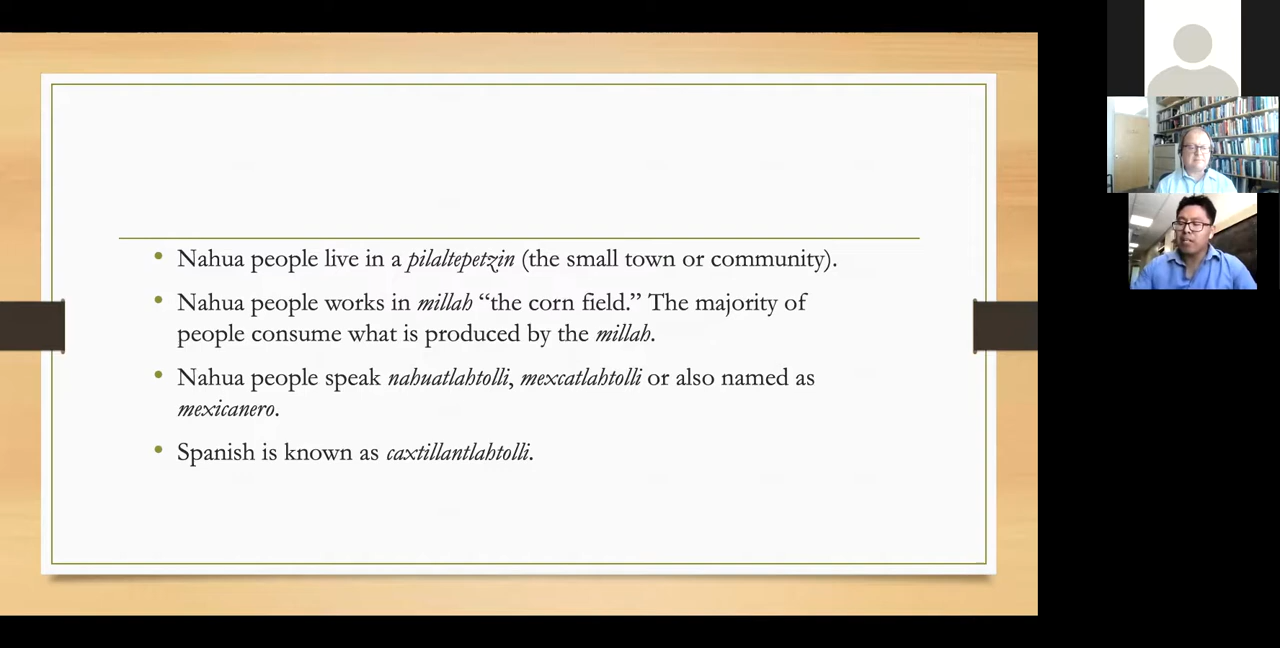 • Nahua people live in a pilaltepetzin (the small town or community).
• Nahua people works in millah “the corn field.” The majority of
people consume what is produced by the millah.
• Nahua people speak nahuatlahtolli, mexcatlahtolli or also named as
mexicanero.
• Spanish is known as caxtillantlahtolli.